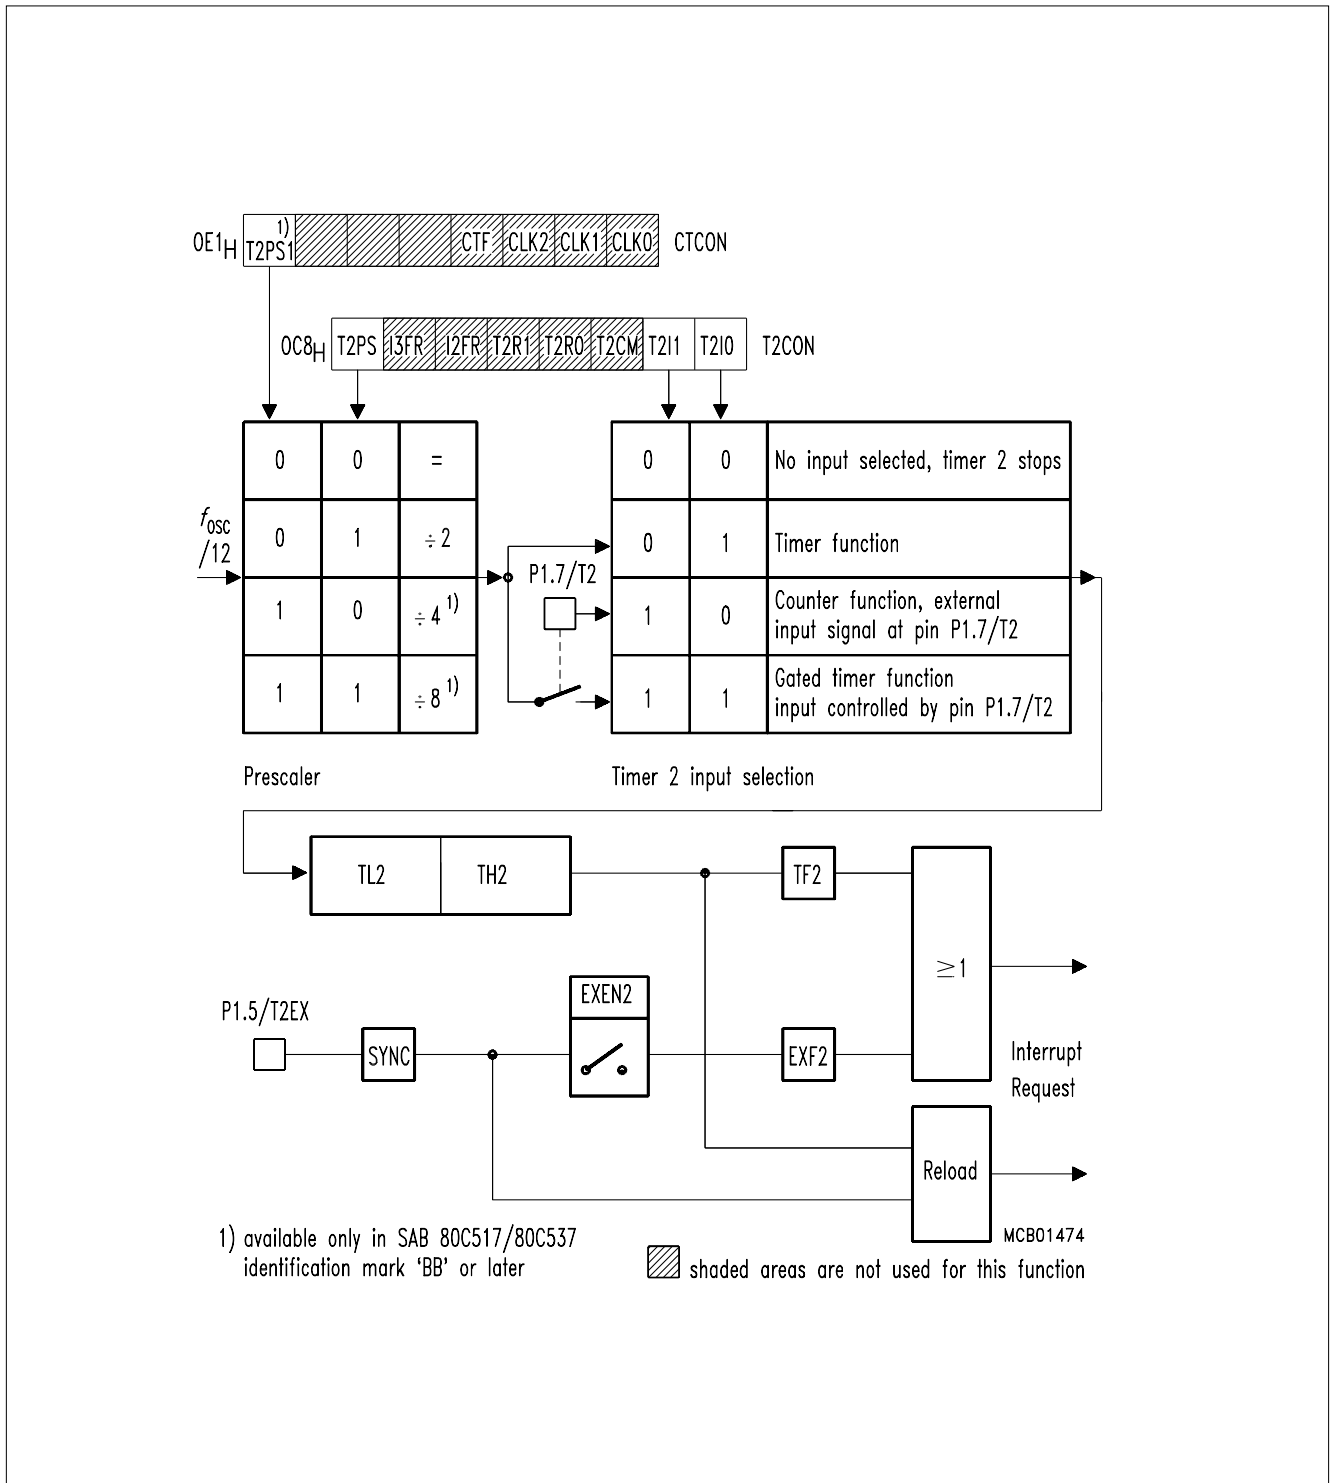 1)
0E1H T2PS1 CTF CLK2 CLK1 CLK0 CTCON
0C8H T2PS I3FR I2FR T2R1 T2R0 T2CM T2I1 T2I0 T2CON
0 0 =
0 1 ÷2
1 0 ÷4 1)
1 1 ÷8 1)
fosc
/12
P1.7/T2
0 0 No input selected, timer 2 stops
0 1 Timer function
1 0 Counter function, external
input signal at pin P1.7/T2
1 1 Gated timer function
input controlled by pin P1.7/T2
Prescaler
Timer 2 input selection
TL2 TH2 TF2
≥1
EXEN2
P1.5/T2EX
SYNC EXF2
Interrupt
Request
Reload
MCB01474
1) available only in SAB 80C517/80C537
identification mark ‘BB’ or later
shaded areas are not used for this function